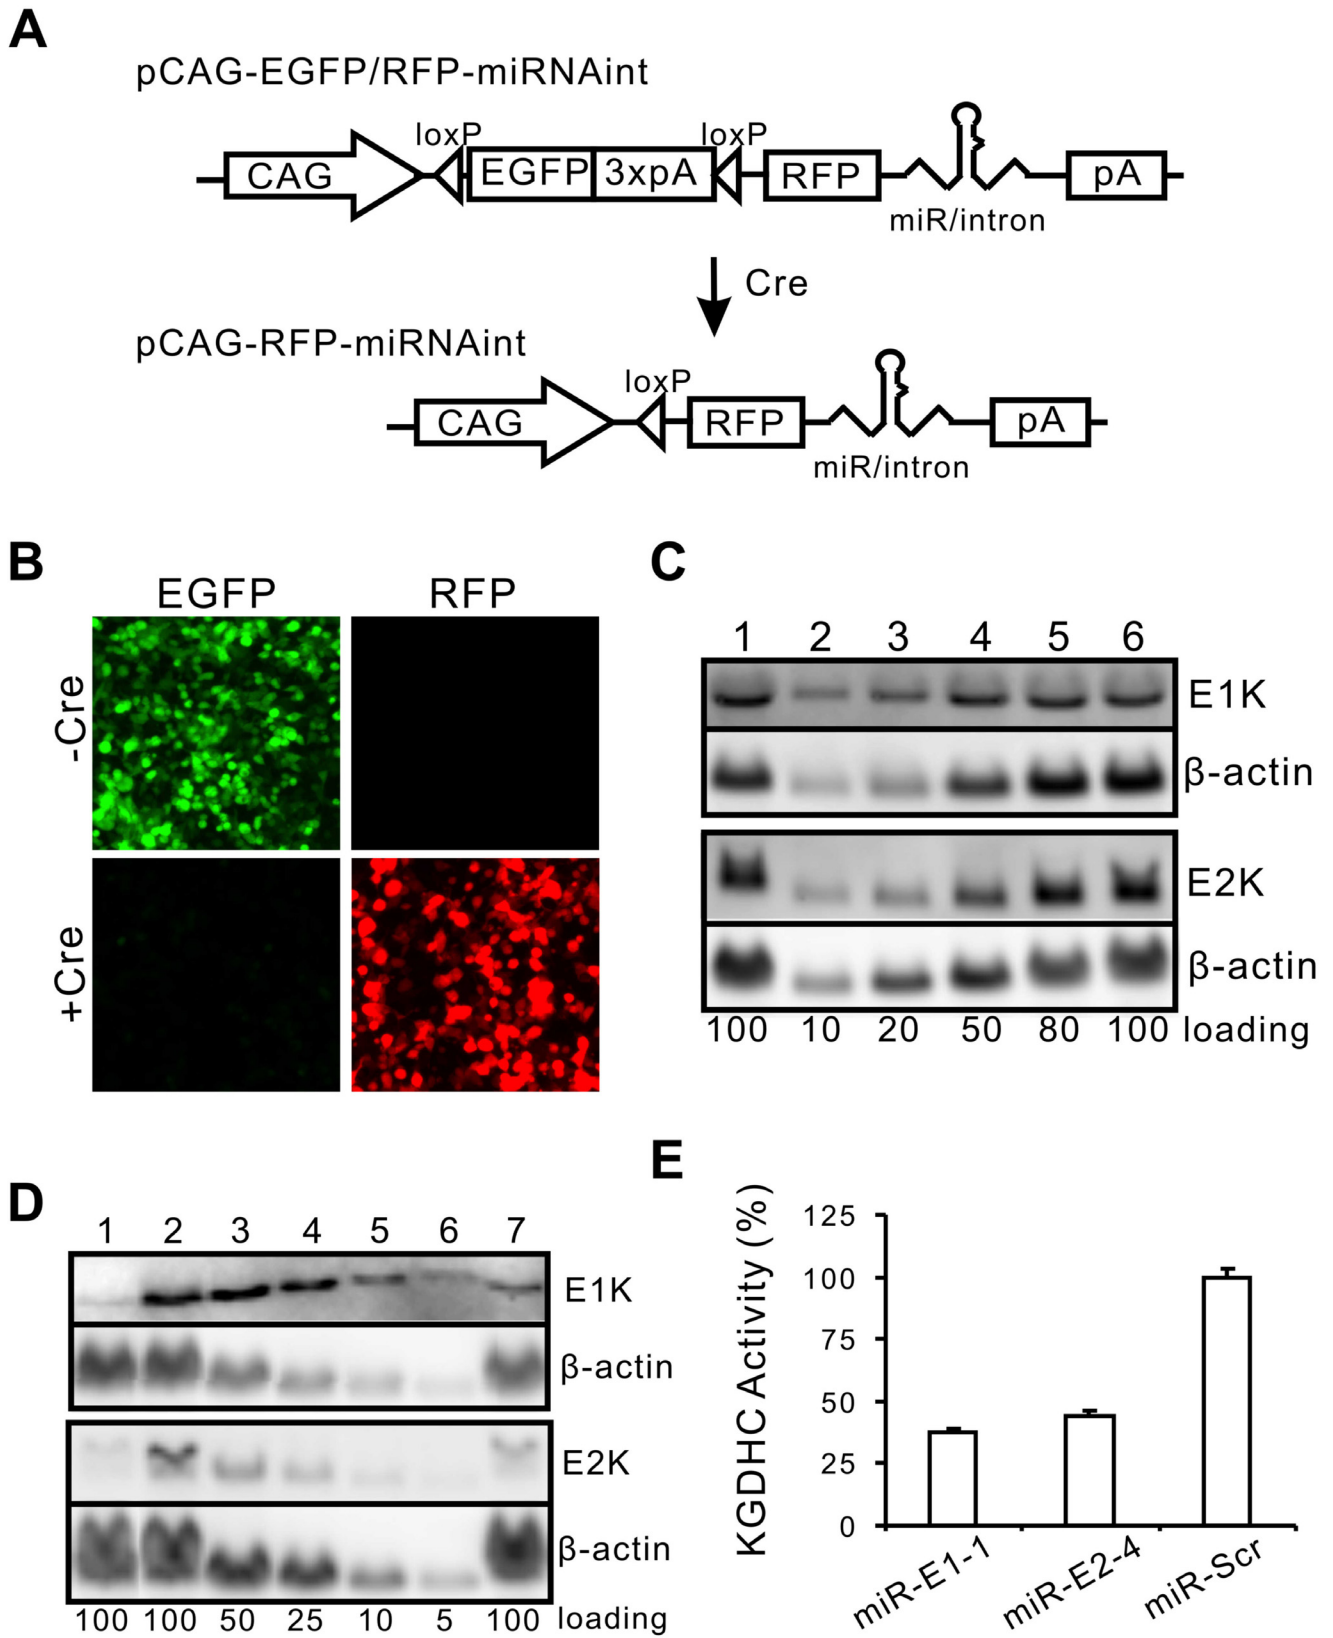 A
pCAG-EGFP/RFP-miRNAint
loxP loxP
CAG EGFP 3xpA RFP pA
miR/intron
Cre
pCAG-RFP-miRNAint
loxP
CAG RFP pA
miR/intron
B
EGFP RFP
-Cre
+Cre
C
1 2 3 4 5 6
E1K
β-actin
E2K
β-actin
100 10 20 50 80 100 loading
D
1 2 3 4 5 6 7
E1K
β-actin
E2K
β-actin
100 100 50 25 10 5 100 loading
E
KGDHC Activity (%)
125
100
75
50
25
0
miR-E1-1 miR-E2-4 miR-Scr